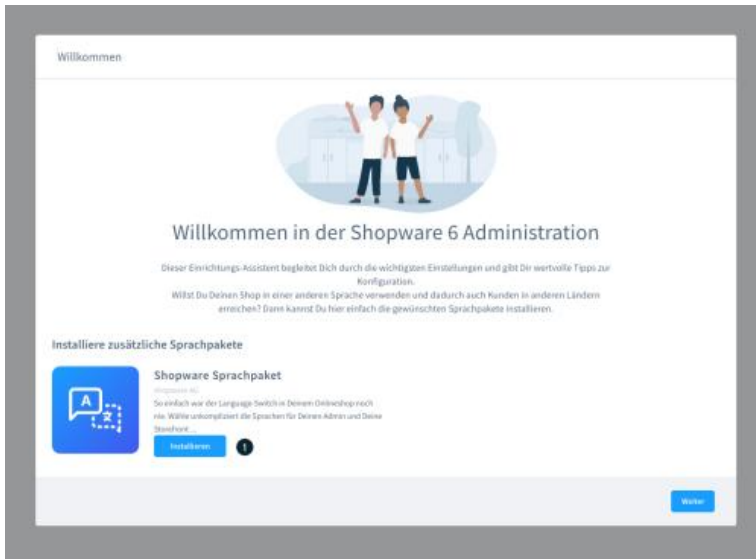 Willkommen
Willkommen in der Shopware 6 Administration
Dieser Einrichtungs-Assistent begleitet Dich durch die wichtigsten Einstellungen und gibt Dir wertvolle Tipps zur
Konfiguration.
Willst Du Deinen Shop in einer anderen Sprache verwenden und dadurch auch Kunden in anderen Ländern
erreichen? Dann kannst Du hier einfach die gewünschten Sprachpakete installieren.
Installiere zusätzliche Sprachpakete
A
文
Shopware Sprachpaket
shopware AG
So einfach war der Language Switch in Deinem Onlineshop noch
nie. Wähle unkompliziert die Sprachen für Deinen Admin und Deine
Storefront ...
Installieren
1
Weiter